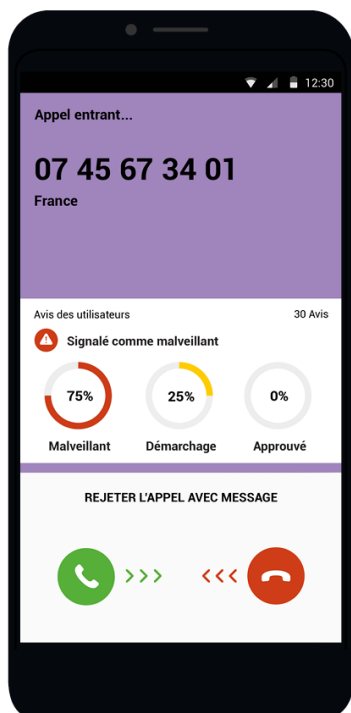 12:30
Appel entrant...
07 45 67 34 01
France
Avis des utilisateurs 30 Avis
Signalé comme malveillant
75% 25% 0%
Malveillant Démarchage Approuvé
REJETER L'APPEL AVEC MESSAGE